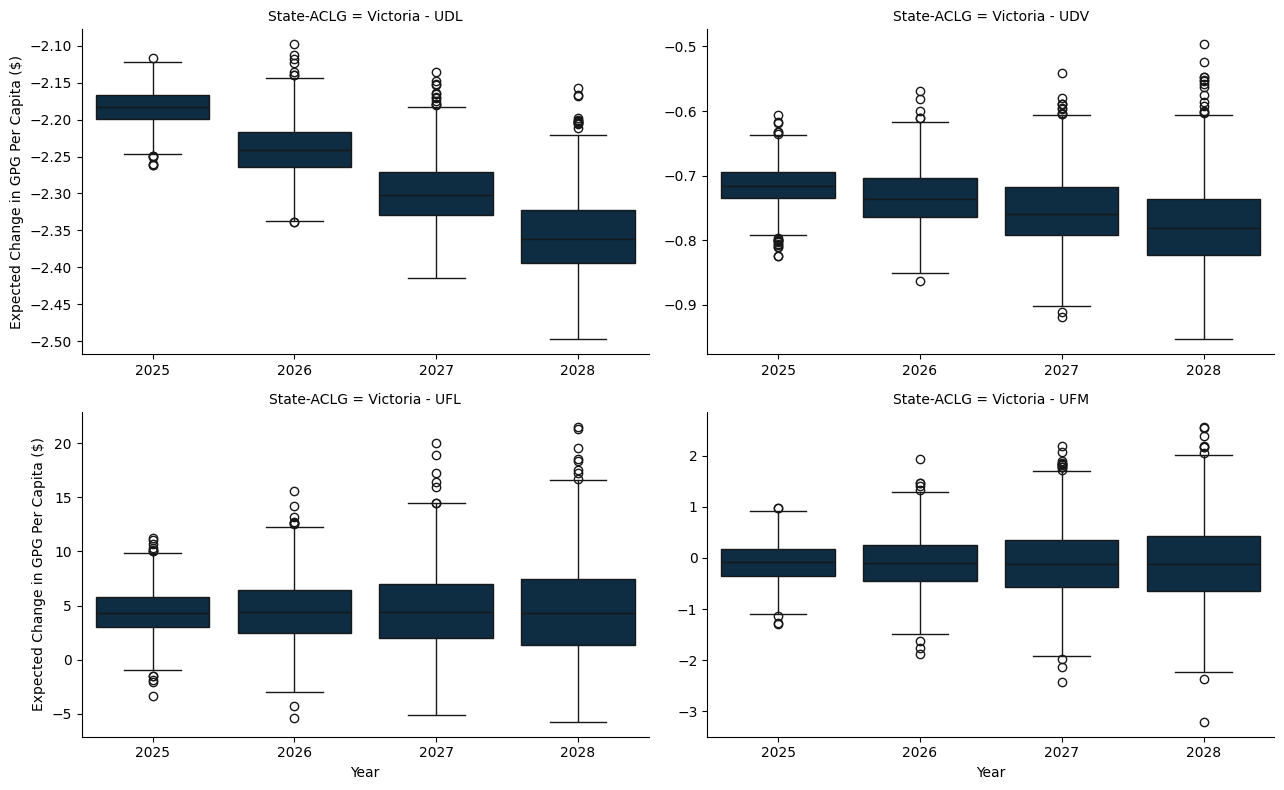 State-ACLG = Victoria - UDL
Expected Change in GPG Per Capita ($)
−2.10
−2.15
−2.20
−2.25
−2.30
−2.35
−2.40
−2.45
−2.50
2025 2026 2027 2028
State-ACLG = Victoria - UDV
−0.5
−0.6
−0.7
−0.8
−0.9
2025 2026 2027 2028
State-ACLG = Victoria - UFL
Expected Change in GPG Per Capita ($)
20
15
10
5
0
−5
2025 2026 2027 2028
Year
State-ACLG = Victoria - UFM
2
1
0
−1
−2
−3
2025 2026 2027 2028
Year